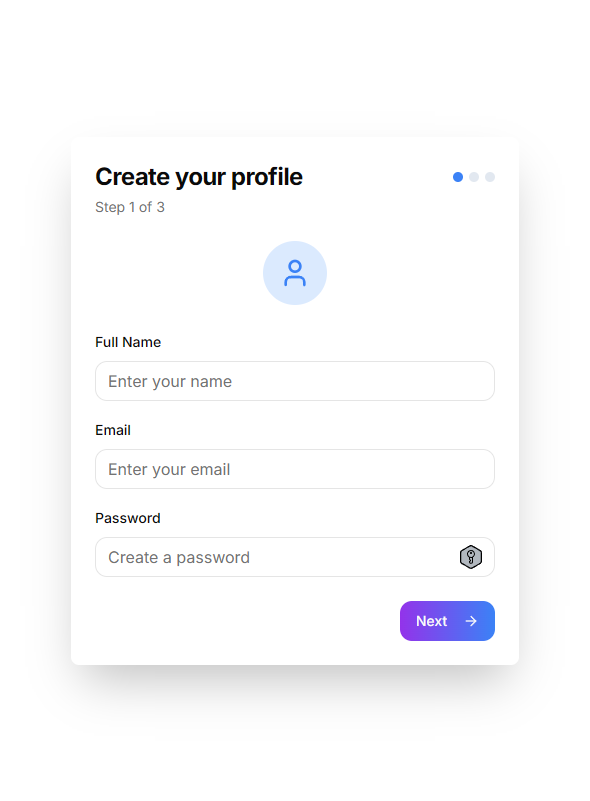 Create your profile
Step 1 of 3
Full Name
Enter your name
Email
Enter your email
Password
Create a password
Next